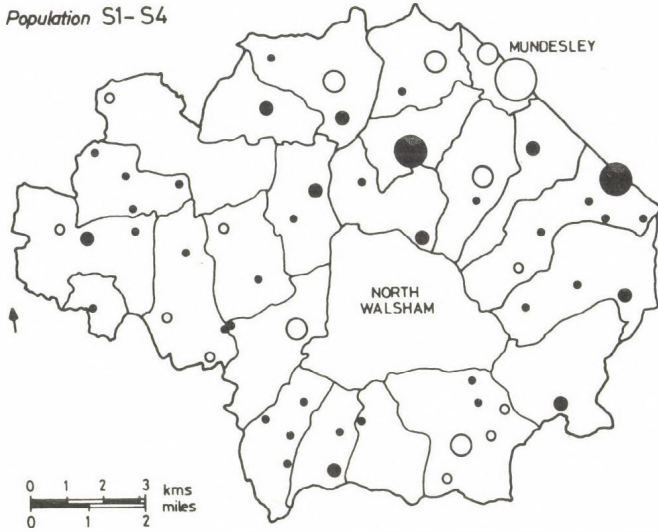 Population S1-S4
MUNDESLEY
NORTH
WALSHAM
0 1 2 3 kms
miles
0 1 2